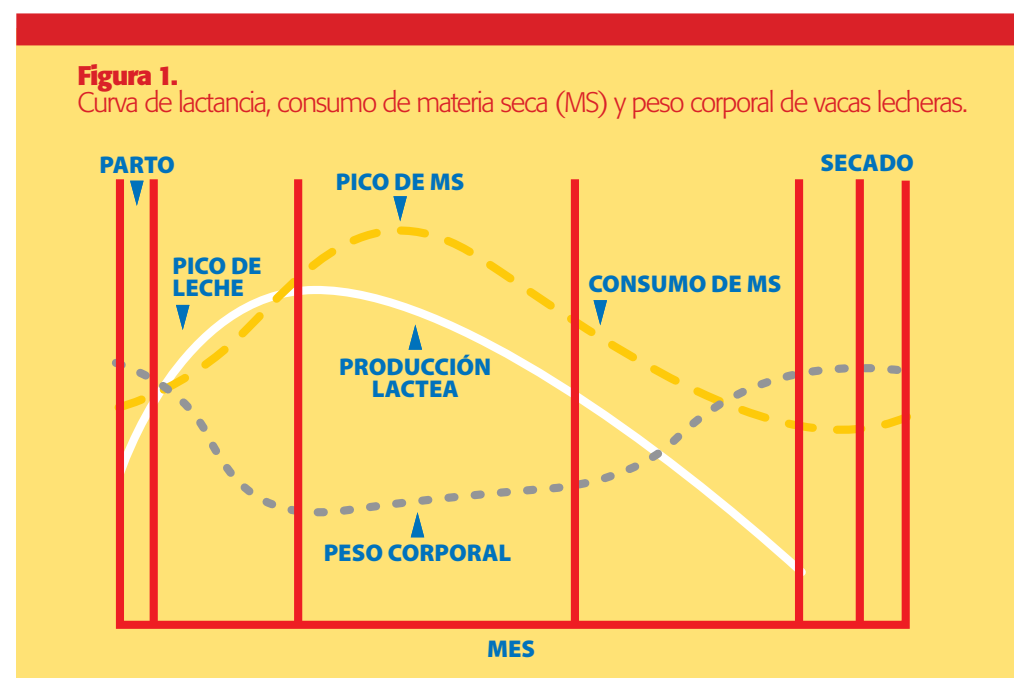 Figura 1.
Curva de lactancia, consumo de materia seca (MS) y peso corporal de vacas lecheras.
PARTO
SECADO
PICO DE MS
PICO DE
LECHE
CONSUMO DE MS
PRODUCCIÓN
LACTEA
PESO CORPORAL
MES